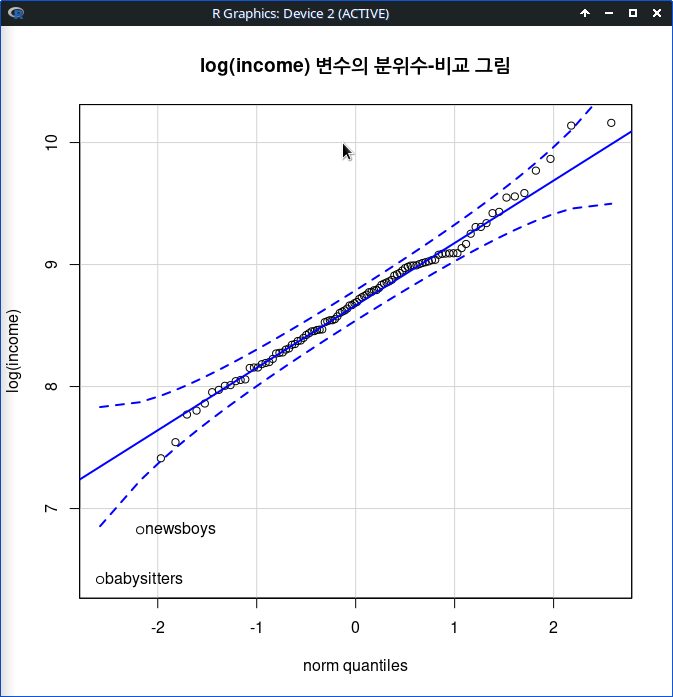 R Graphics: Device 2 (ACTIVE)
log(income) 변수의 분위수-비교 그림
10
9
8
7
log(income)
newsboys
babysitters
-2 -1 0 1 2
norm quantiles